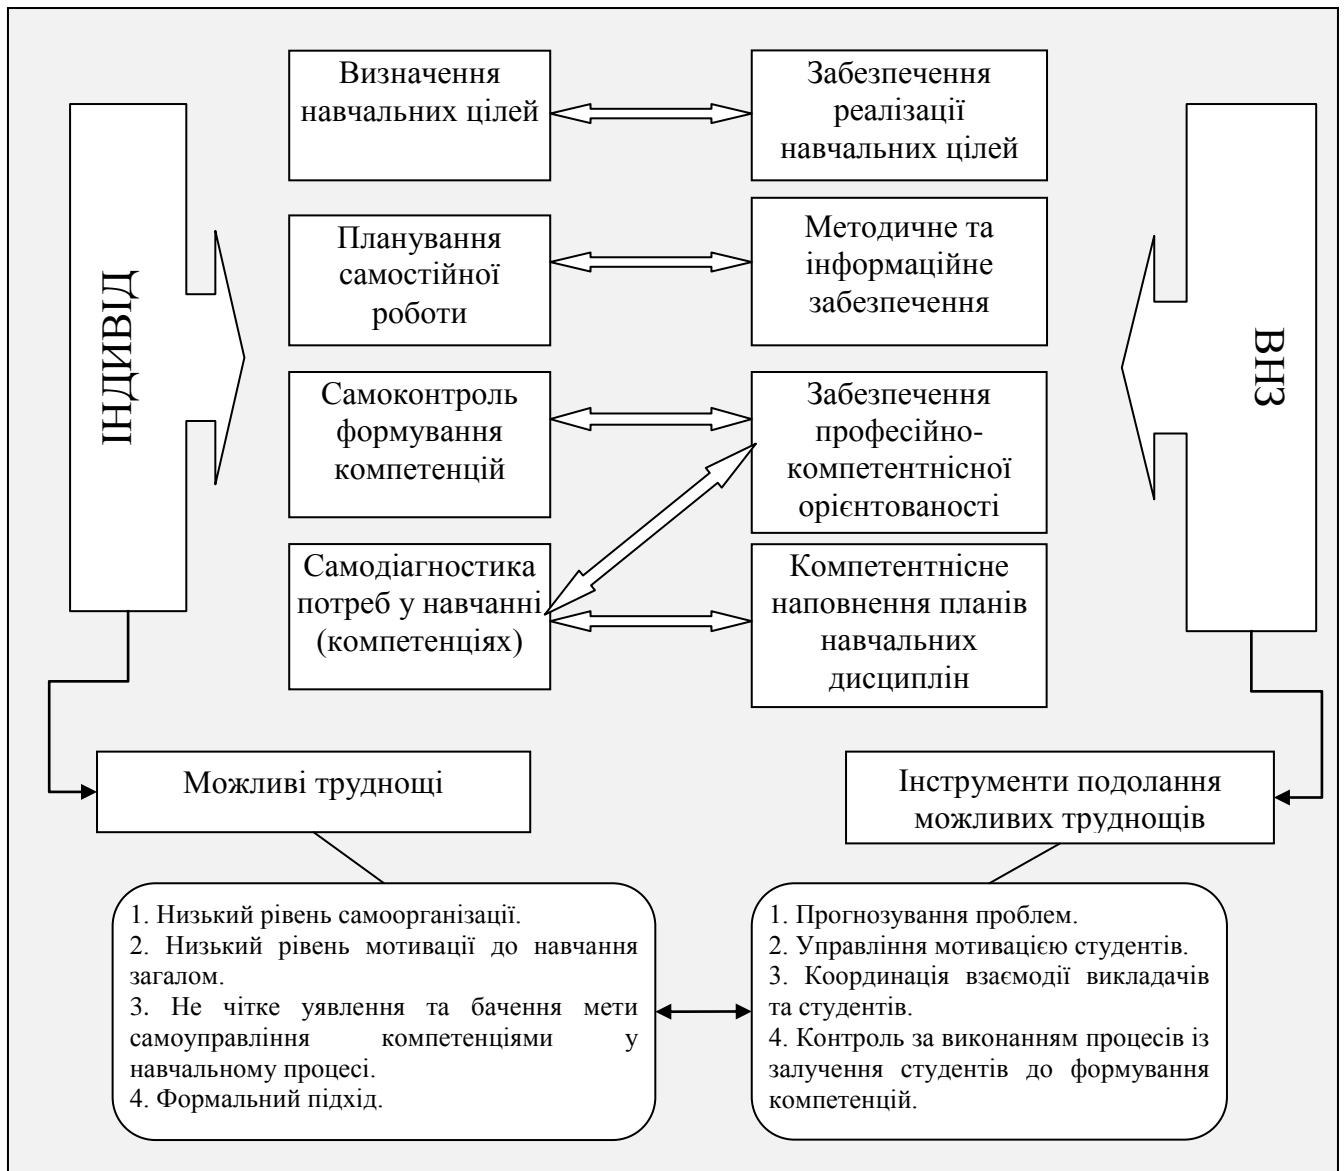 Визначення
навчальних цілей
Забезпечення
реалізації
навчальних цілей
Планування
самостійної
роботи
Методичне та
інформаційне
забезпечення
ІНДИВІД
ВНЗ
Самоконтроль
формування
компетенцій
Забезпечення
професійно-
компетентнісної
орієнтованості
Самодіагностика
потреб у навчанні
(компетенціях)
Компетентнісне
наповнення планів
навчальних
дисциплін
Можливі труднощі
Інструменти подолання
можливих труднощів
1. Низький рівень самоорганізації.
2. Низький рівень мотивації до навчання
загалом.
3. Не чітке уявлення та бачення мети
самоуправління компетенціями у
навчальному процесі.
4. Формальний підхід.
1. Прогнозування проблем.
2. Управління мотивацією студентів.
3. Координація взаємодії викладачів
та студентів.
4. Контроль за виконанням процесів із
залучення студентів до формування
компетенцій.